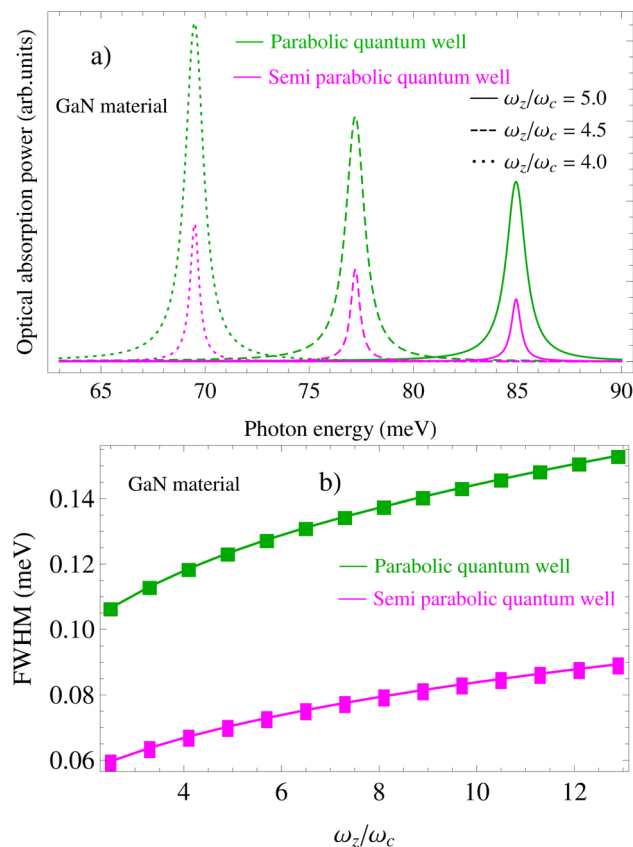 a)
Parabolic quantum well
Semi parabolic quantum well
GaN material
ω_z/ω_c = 5.0
ω_z/ω_c = 4.5
ω_z/ω_c = 4.0
Optical absorption power (arb.units)
65 70 75 80 85 90
Photon energy (meV)
GaN material b)
Parabolic quantum well
Semi parabolic quantum well
FWHM (meV)
0.14
0.12
0.10
0.08
0.06
4 6 8 10 12
ω_z/ω_c